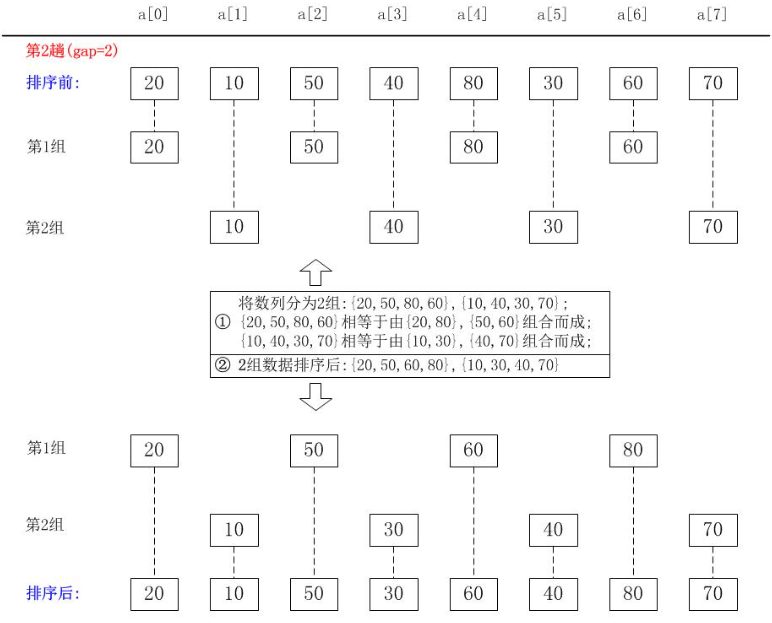 a[0] a[1] a[2] a[3] a[4] a[5] a[6] a[7]
第2趟(gap=2)
排序前: 20 10 50 40 80 30 60 70
第1组 20 50 80 60
第2组 10 40 30 70
将数列分为2组:{20,50,80,60},{10,40,30,70};
① {20,50,80,60}相等于由{20,80},{50,60}组合而成;
{10,40,30,70}相等于由{10,30},{40,70}组合而成;
② 2组数据排序后:{20,50,60,80},{10,30,40,70}
第1组 20 50 60 80
第2组 10 30 40 70
排序后: 20 10 50 30 60 40 80 70